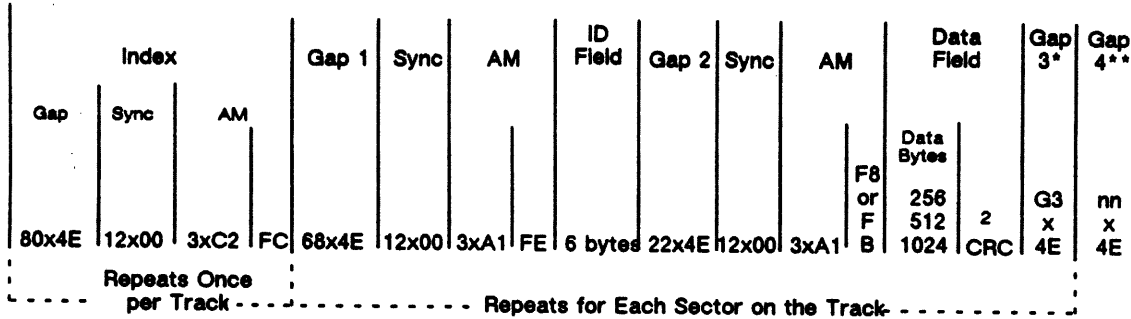 Index
Gap 1 Sync AM ID Field Gap 2 Sync AM Data Field Gap 3* Gap 4**
Gap Sync AM
Data Bytes
F8
or 256 G3 nn
F 512 2 x x
80x4E 12x00 3xC2 FC 68x4E 12x00 3xA1 FE 6 bytes 22x4E 12x00 3xA1 B 1024 CRC 4E 4E
Repeats Once
per Track
Repeats for Each Sector on the Track